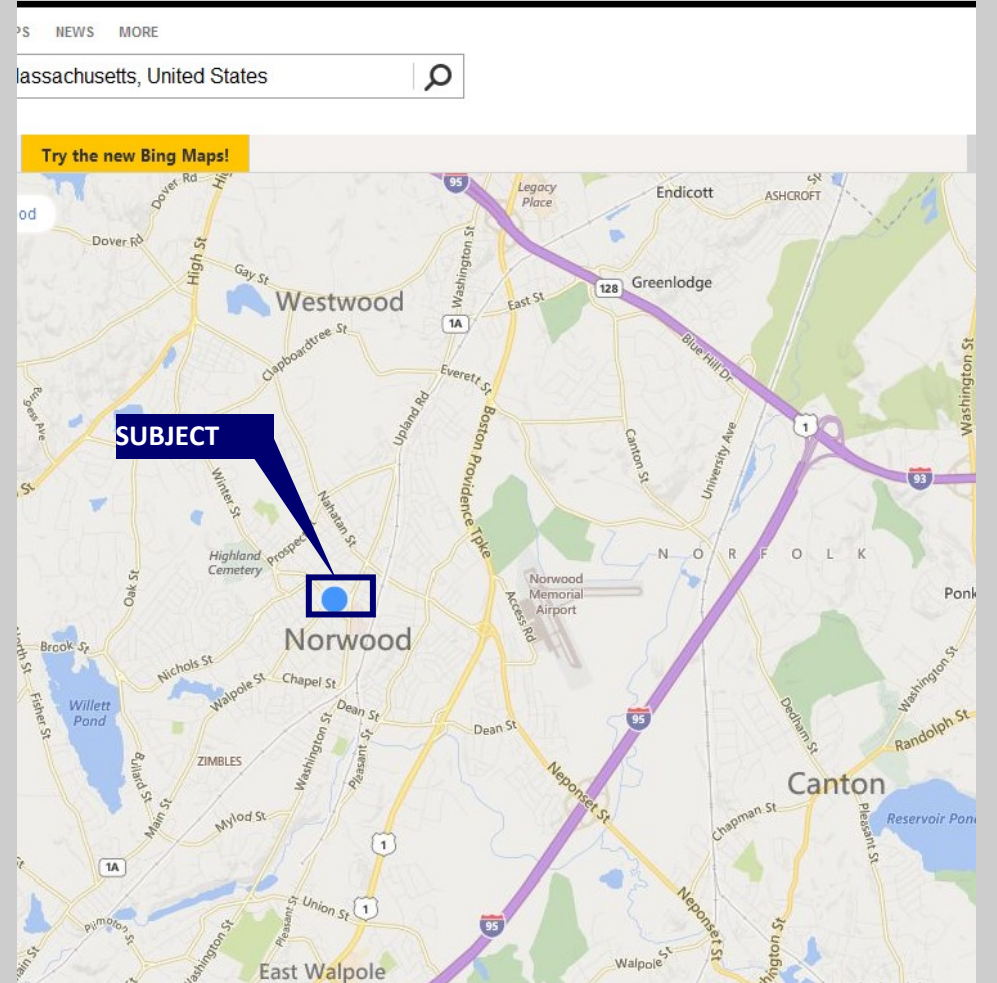 NEWS MORE
Massachusetts, United States
Try the new Bing Maps!
Dover Rd
95
Legacy
Place
Endicott
ASHCROFT
od
Dover Rd
High St
Gay St
Washington St
128
Greenlodge
Westwood
East St
1A
Clapboardtree St
Blue Hill Dr
Washington St
Everett St
Upland Rd
Boston Providence Tpke
SUBJECT
Canton St
University Ave
1
93
St
Winter St
Nahatan St
Highland
Cemetery
Prospect
NORFOLK
Oak St
Norwood
Memorial
Airport
Access Rd
Ponk
Norwood
Brook St
Nichols St
Walpole St
Chapel St
Washington St
Willett
Pond
Fisher St
Dean St
Dean St
95
Dedham St
Randolph St
ZIMBLES
Bullard St
Washington St
Pleasant St
Neponset St
Canton
Main St
Mylod St
Chapman St
Pleasant St
Reservoir Pon
1
1A
Union St
1
Pleasant St
Neponset St
95
East Walpole
Walpole St